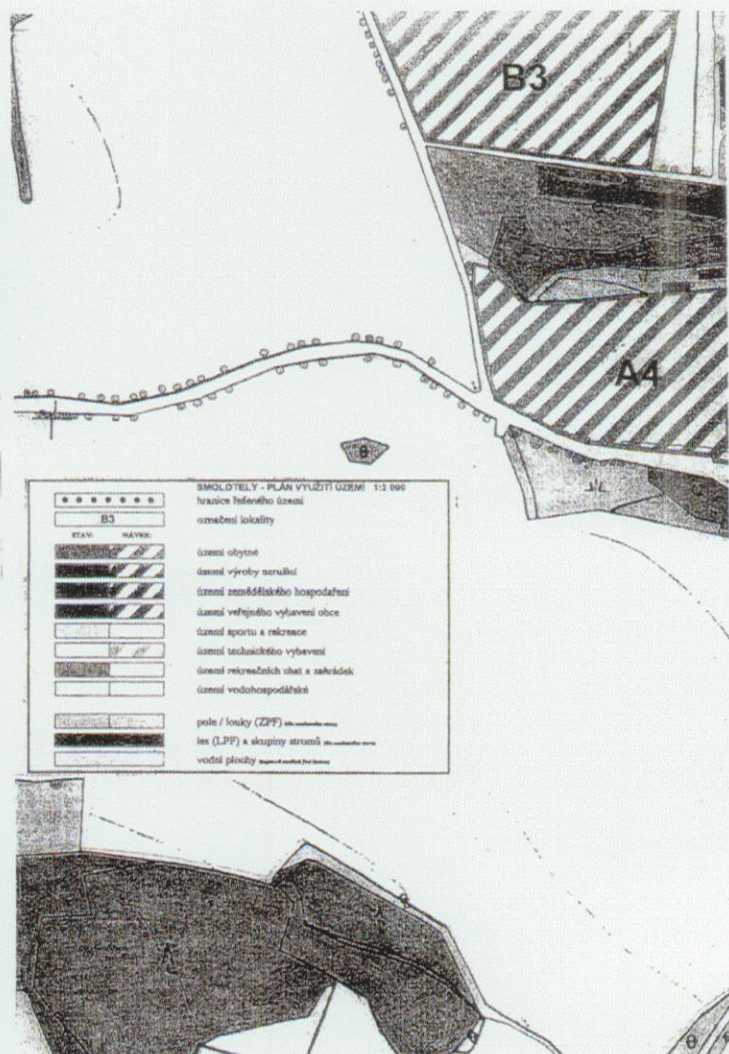 B3
A4
SMOLOTELY - PLÁN VYUŽITÍ ÚZEMÍ 1:2 000
hranice řešeného území
B3 označení lokality
STAV: NÁVRH:
území obytné
území výroby nerušící
území zemědělského hospodaření
území veřejného vybavení obce
území sportu a rekreace
území technického vybavení
území rekreačních chat a zahrádek
území vodohospodářské
pole / louky (ZPF)
les (LPF) a skupiny stromů
vodní plochy